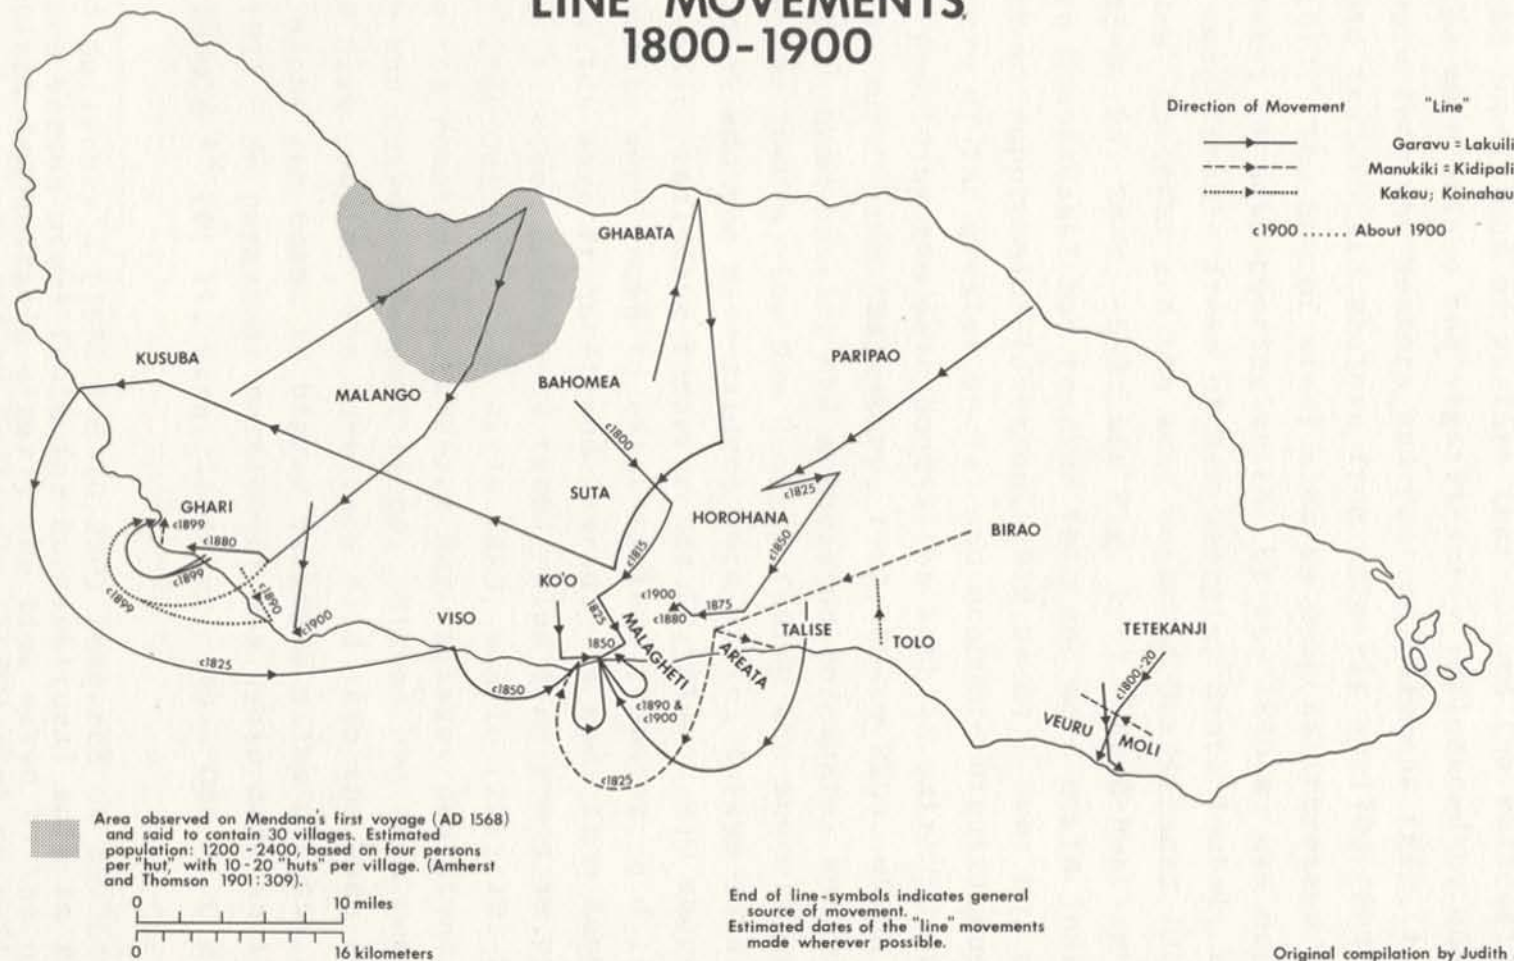 LINE MOVEMENTS
1800-1900
Direction of Movement "Line"
Garavu = Lakuili
Manukiki = Kidipali
Kakau; Koinahau
c1900 ...... About 1900
GHABATA
KUSUBA
PARIPAO
MALANGO
BAHOMEA
c1800
SUTA
c1825
GHARI
HOROHANA
BIRAO
c1899
c1880
c1850
c1815
c1899
KO'O
c1899
c1890
c1900
1825
c1900
1875
c1880
VISO
MALAGHETI
TALISE
TOLO
TETEKANJI
1850
AREATA
c1825
c1800-20
c1850
c1890 &
c1900
VEURU
MOLI
c1825
Area observed on Mendana's first voyage (AD 1568)
and said to contain 30 villages. Estimated
population: 1200 - 2400, based on four persons
per "hut," with 10-20 "huts" per village. (Amherst
and Thomson 1901:309).
0 10 miles
0 16 kilometers
End of line-symbols indicates general
source of movement.
Estimated dates of the "line" movements
made wherever possible.
Original compilation by Judith